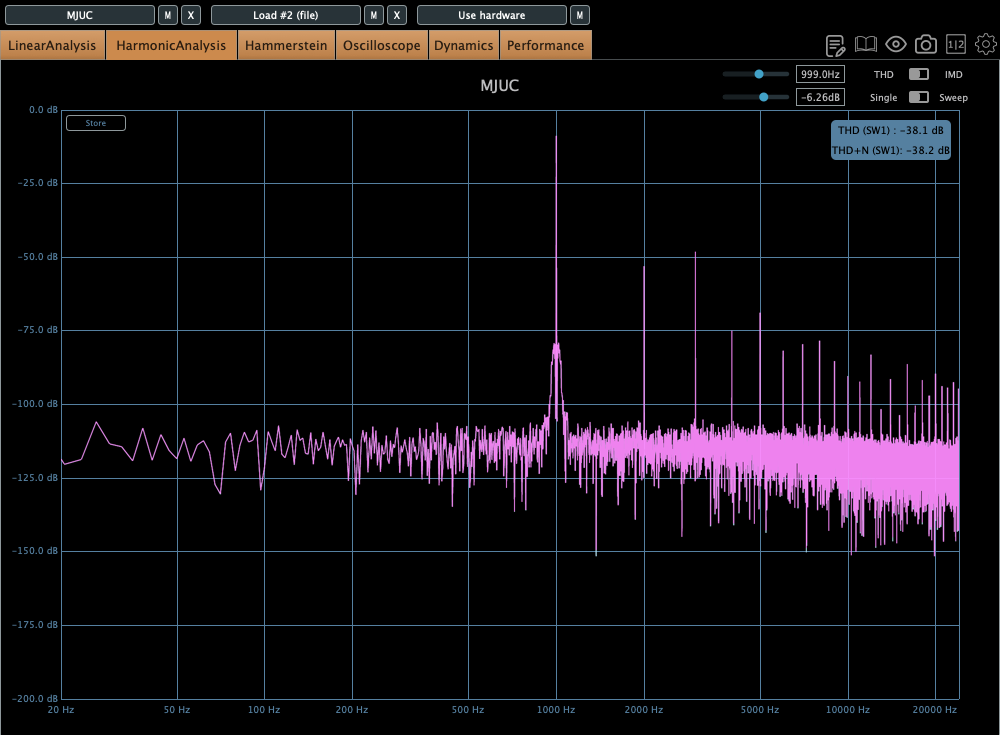 MJUC M X Load #2 (file) M X Use hardware M
LinearAnalysis HarmonicAnalysis Hammerstein Oscilloscope Dynamics Performance 1|2
999.0Hz THD IMD
MJUC
-6.26dB Single Sweep
0.0 dB
Store
THD (SW1) : -38.1 dB
THD+N (SW1): -38.2 dB
-25.0 dB
-50.0 dB
-75.0 dB
-100.0 dB
-125.0 dB
-150.0 dB
-175.0 dB
-200.0 dB
20 Hz 50 Hz 100 Hz 200 Hz 500 Hz 1000 Hz 2000 Hz 5000 Hz 10000 Hz 20000 Hz